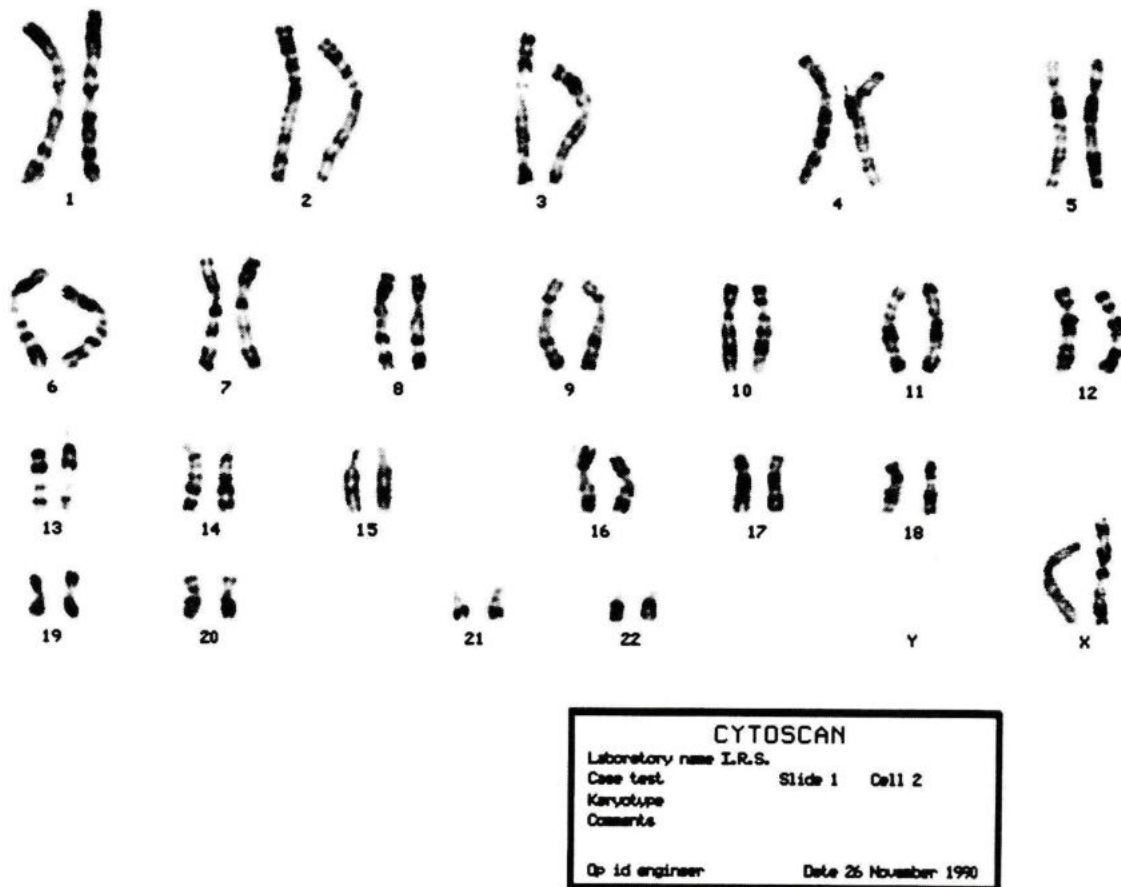 1 2 3 4 5
6 7 8 9 10 11 12
13 14 15 16 17 18
19 20 21 22 Y X
CYTOSCAN
Laboratory name I.R.S.
Case test Slide 1 Cell 2
Karyotype
Comments
Op id engineer Date 26 November 1990